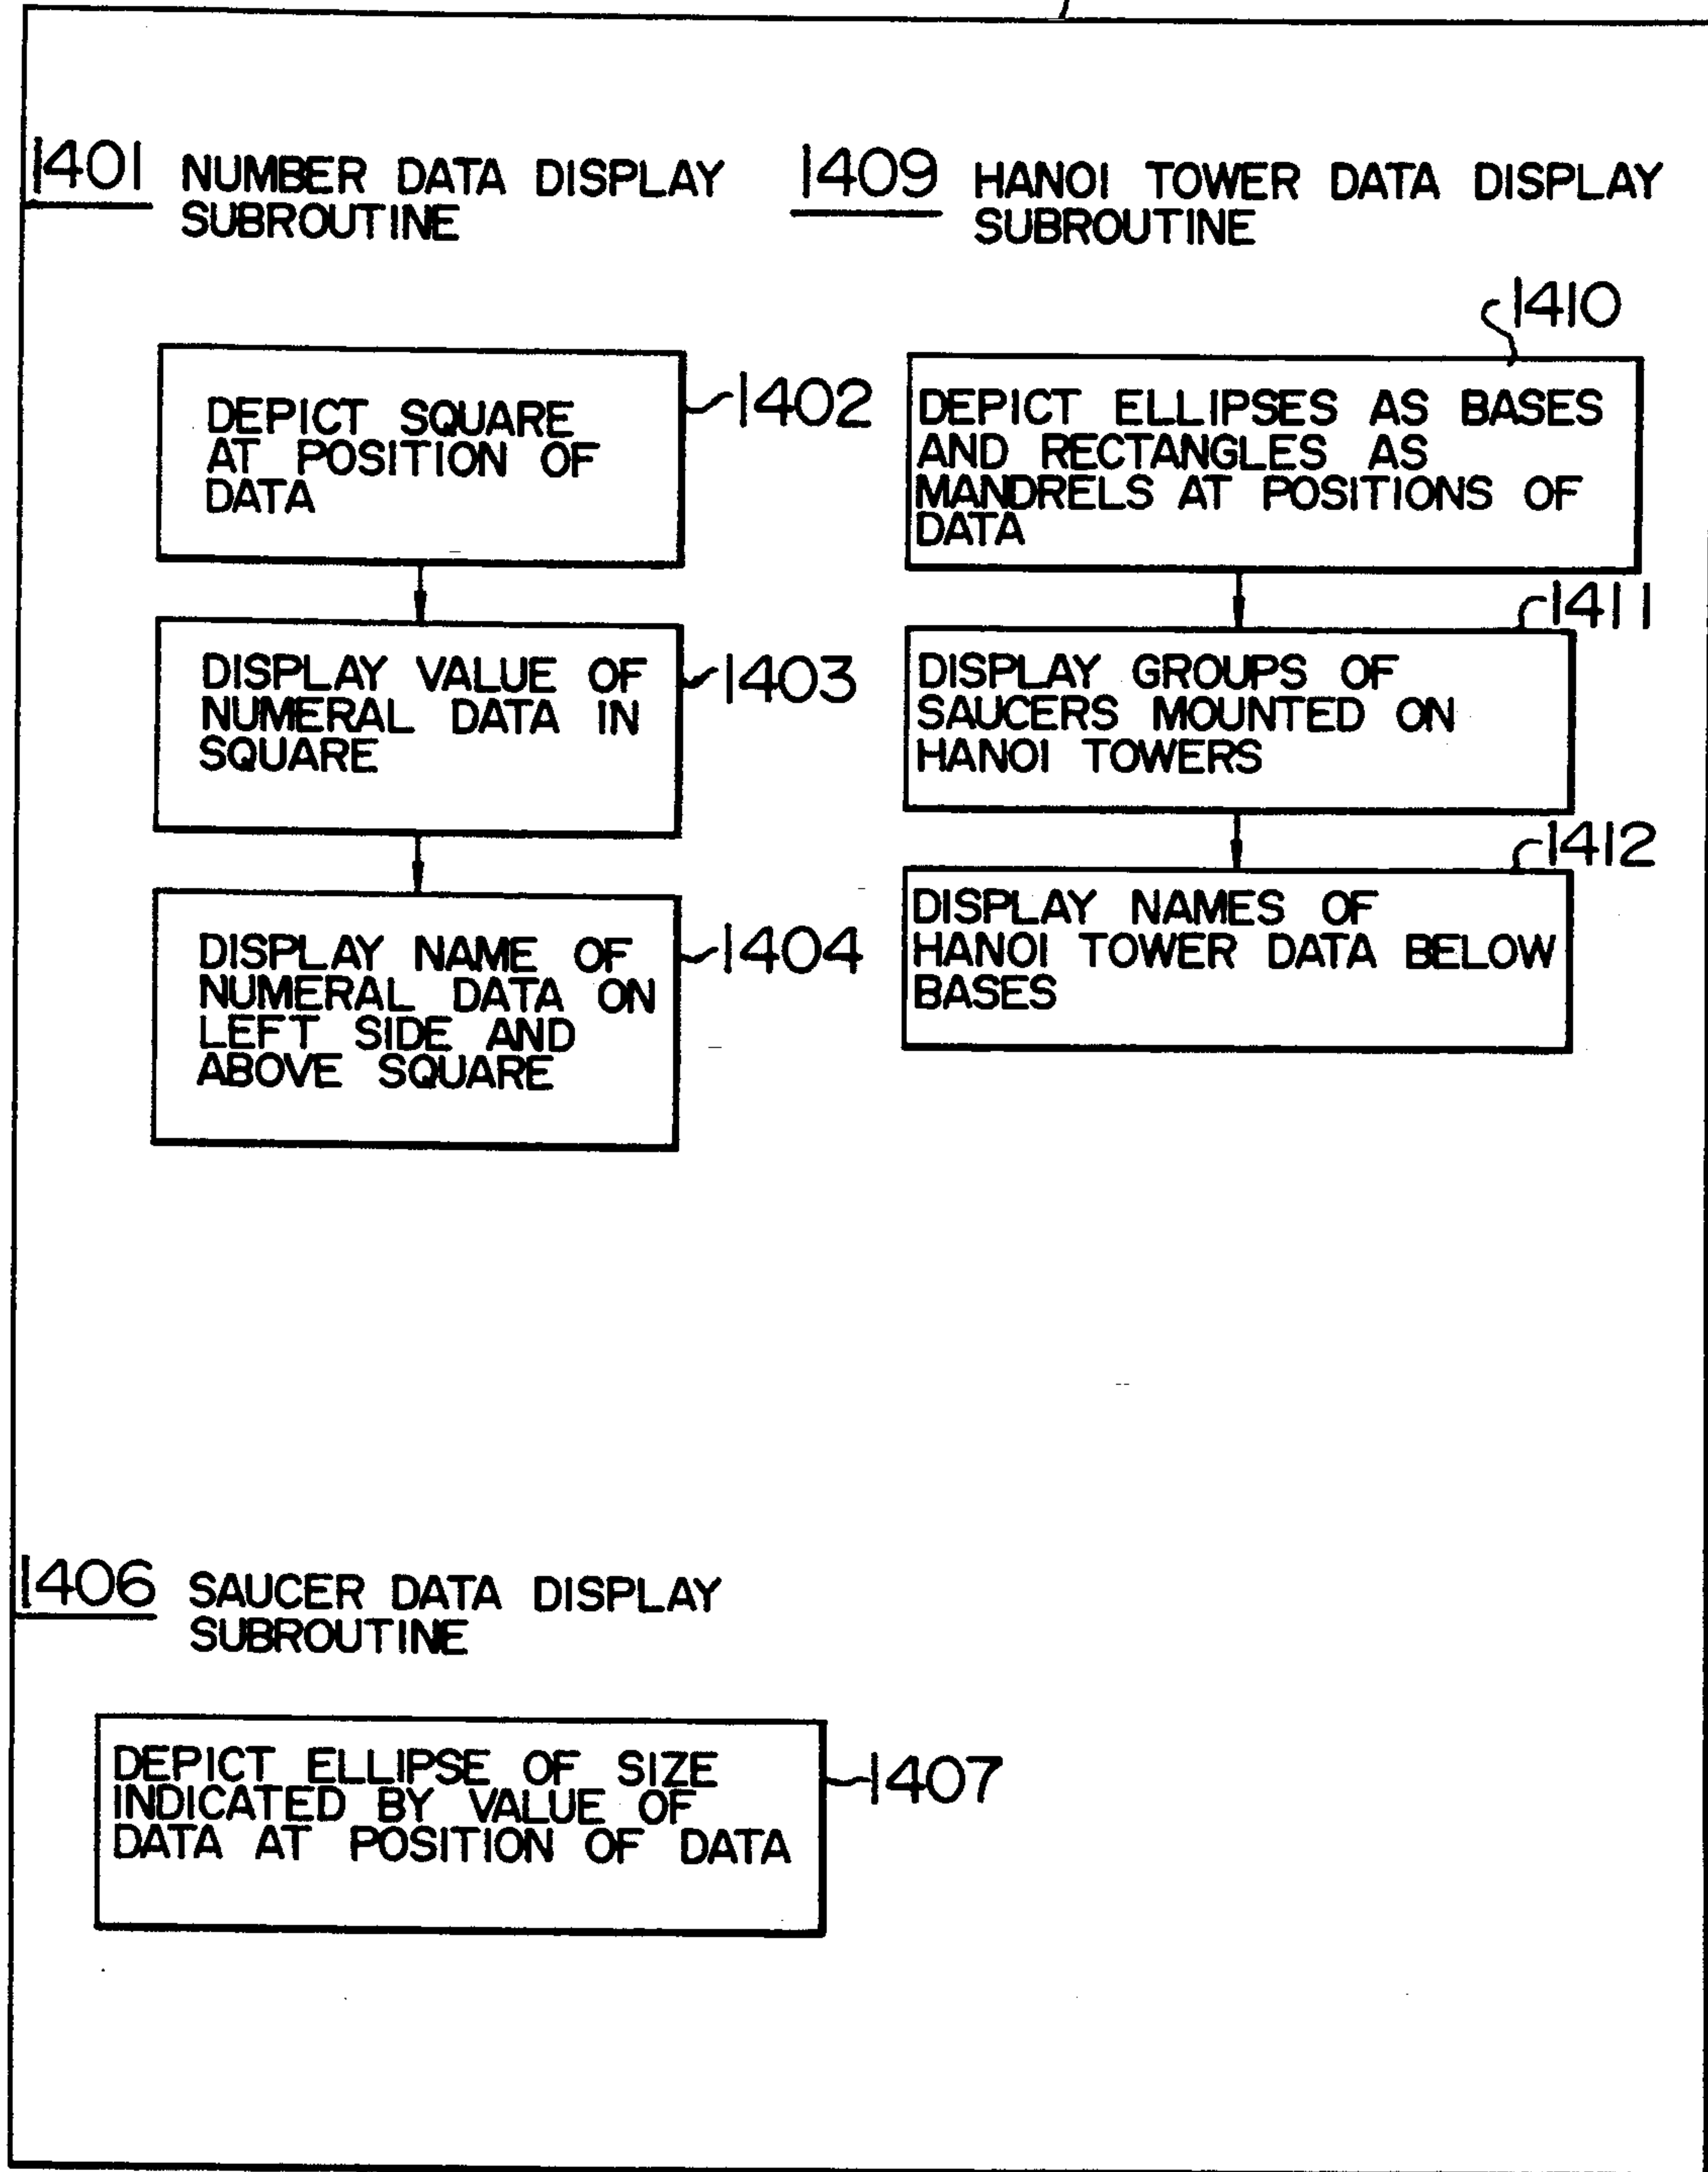 1401 NUMBER DATA DISPLAY
SUBROUTINE
1402
DEPICT SQUARE
AT POSITION OF
DATA
1403
DISPLAY VALUE OF
NUMERAL DATA IN
SQUARE
1404
DISPLAY NAME OF
NUMERAL DATA ON
LEFT SIDE AND
ABOVE SQUARE
1409 HANOI TOWER DATA DISPLAY
SUBROUTINE
1410
DEPICT ELLIPSES AS BASES
AND RECTANGLES AS
MANDRELS AT POSITIONS OF
DATA
1411
DISPLAY GROUPS OF
SAUCERS MOUNTED ON
HANOI TOWERS
1412
DISPLAY NAMES OF
HANOI TOWER DATA BELOW
BASES
1406 SAUCER DATA DISPLAY
SUBROUTINE
1407
DEPICT ELLIPSE OF SIZE
INDICATED BY VALUE OF
DATA AT POSITION OF DATA